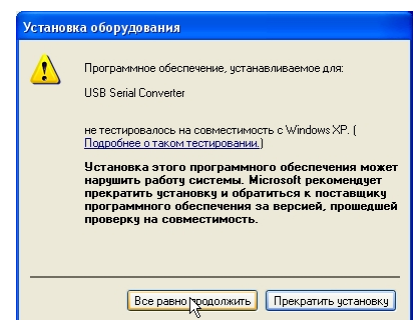 Установка оборудования
Программное обеспечение, устанавливаемое для:
USB Serial Converter
не тестировалось на совместимость с Windows XP. (
Подробнее о таком тестировании.)
Установка этого программного обеспечения может
нарушить работу системы. Microsoft рекомендует
прекратить установку и обратиться к поставщику
программного обеспечения за версией, прошедшей
проверку на совместимость.
Все равно продолжить
Прекратить установку